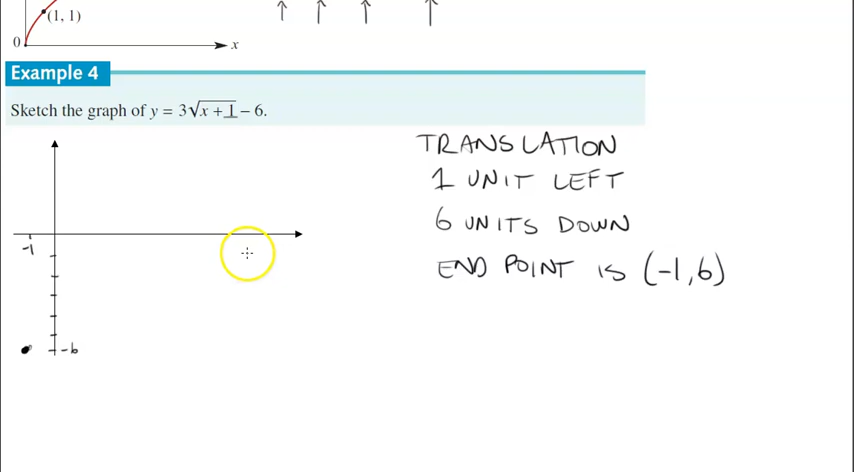 (1, 1)
0
x
Example 4
Sketch the graph of y = 3√x + 1 − 6.
TRANSLATION
1 UNIT LEFT
6 UNITS DOWN
END POINT IS (-1,6)
-1
-6